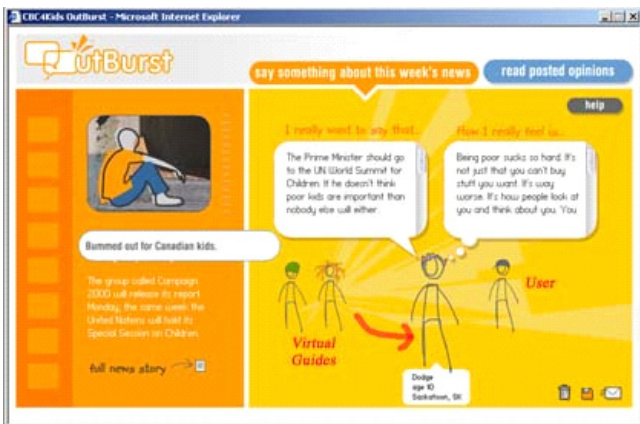 CBC4Kids OutBurst - Microsoft Internet Explorer
OutBurst
say something about this week's news
read posted opinions
help
I really want to say that...
How I really feel is...
The Prime Minister should go
to the UN World Summit for
Children. If he doesn't think
poor kids are important than
nobody else will either.
Being poor sucks so hard. It's
not just that you can't buy
stuff you want. It's way
worse. It's how people look at
you and think about you. You
Bummed out for Canadian kids.
The group called Campaign
2000 will release its report
Monday, the same week the
United Nations will hold its
Special Session on Children.
full news story
Virtual
Guides
User
Dodge
age 10
Saskatoon, SK